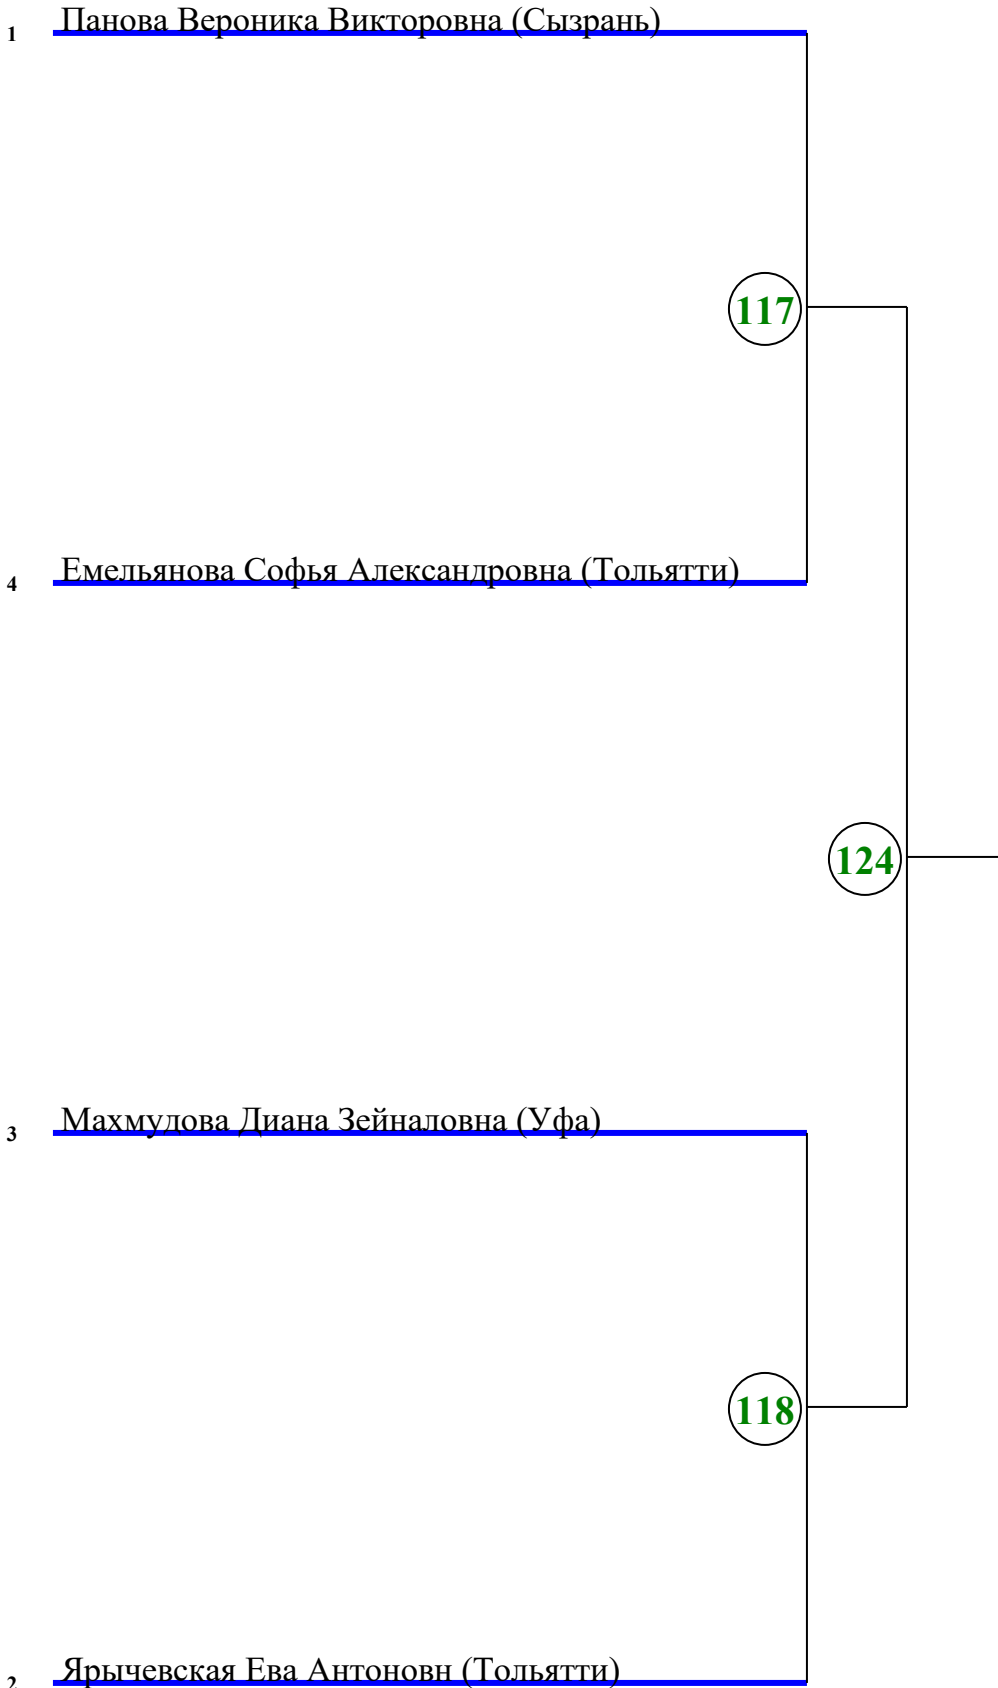 1 Панова Вероника Викторовна (Сызрань)
117
4 Емельянова Софья Александровна (Тольятти)
124
3 Махмудова Диана Зейналовна (Уфа)
118
2 Ярычевская Ева Антоновн (Тольятти)